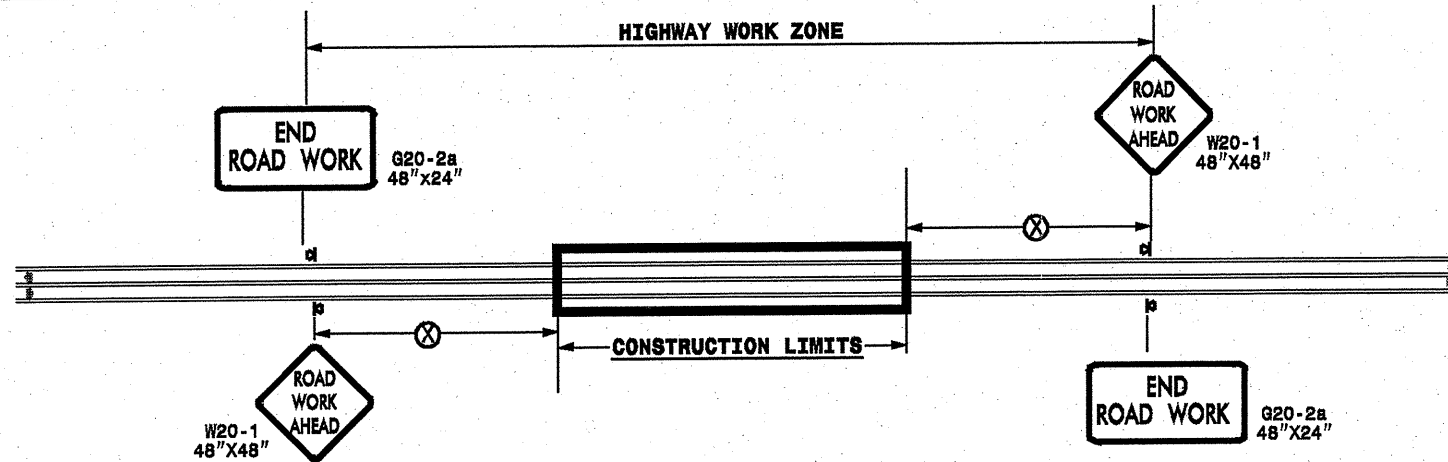 HIGHWAY WORK ZONE
END
ROAD WORK
G20-2a
48"X24"
ROAD
WORK
AHEAD
W20-1
48"X48"
X
X
CONSTRUCTION LIMITS
ROAD
WORK
AHEAD
W20-1
48"X48"
END
ROAD WORK
G20-2a
48"X24"